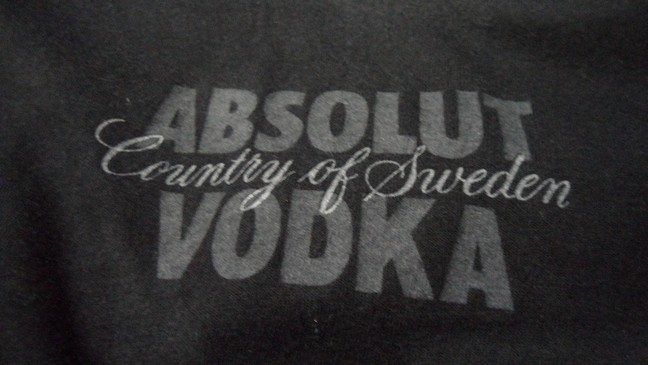 ABSOLUT
Country of Sweden
VODKA